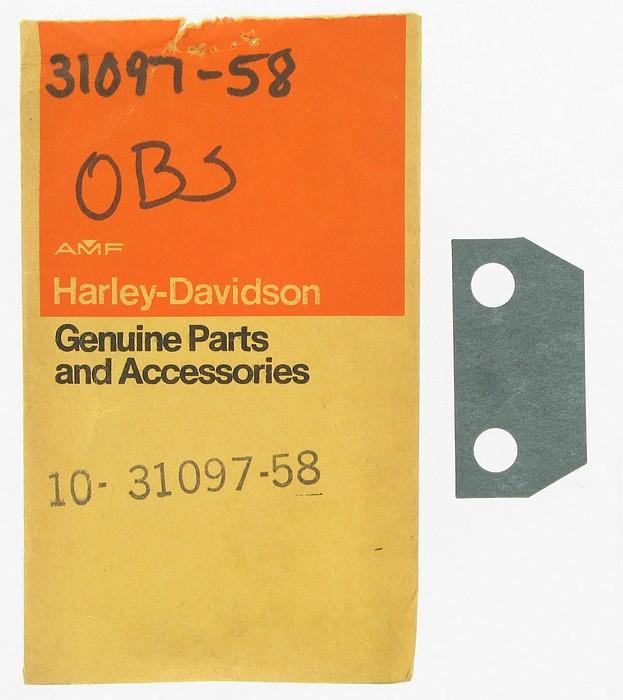 31097-58
OBS
AMF
Harley-Davidson
Genuine Parts
and Accessories
10- 31097-58